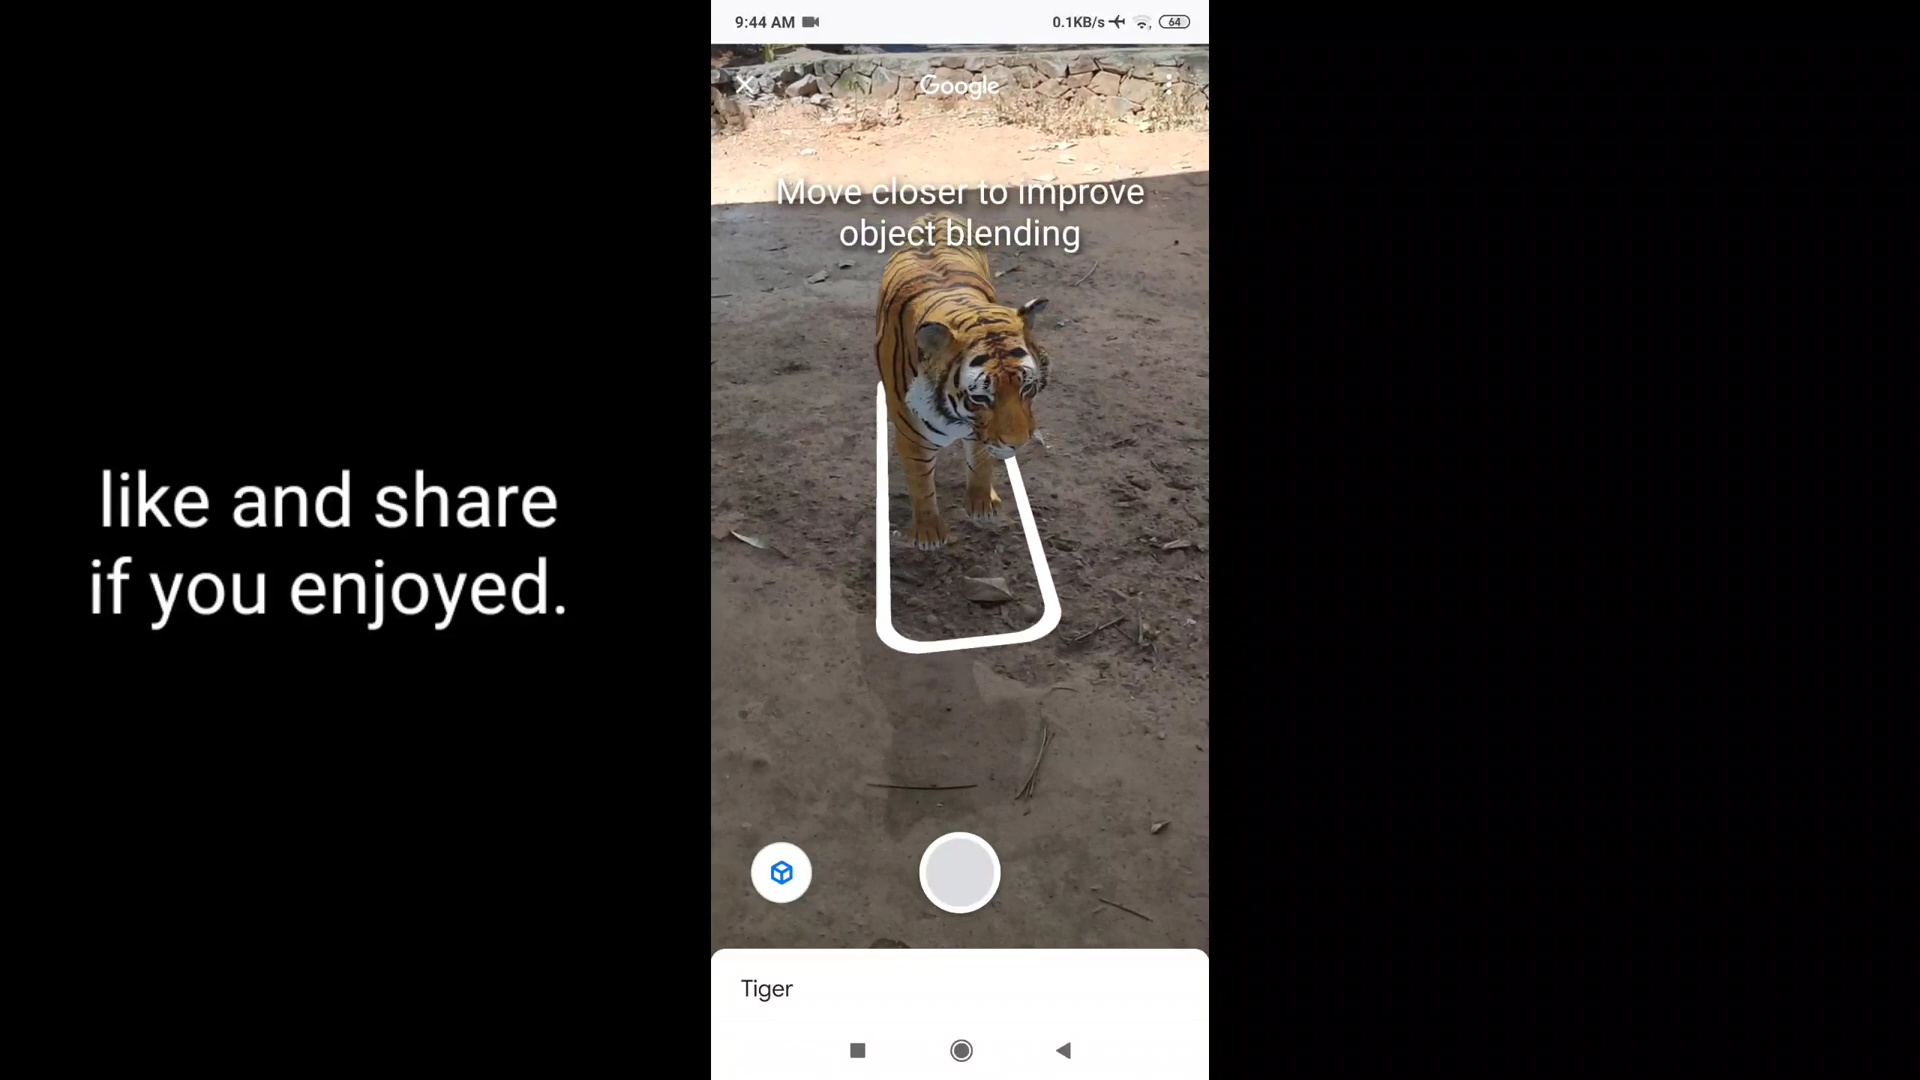 9:44 AM
0.1KB/s
64
Google
Move closer to improve
object blending
like and share
if you enjoyed.
Tiger